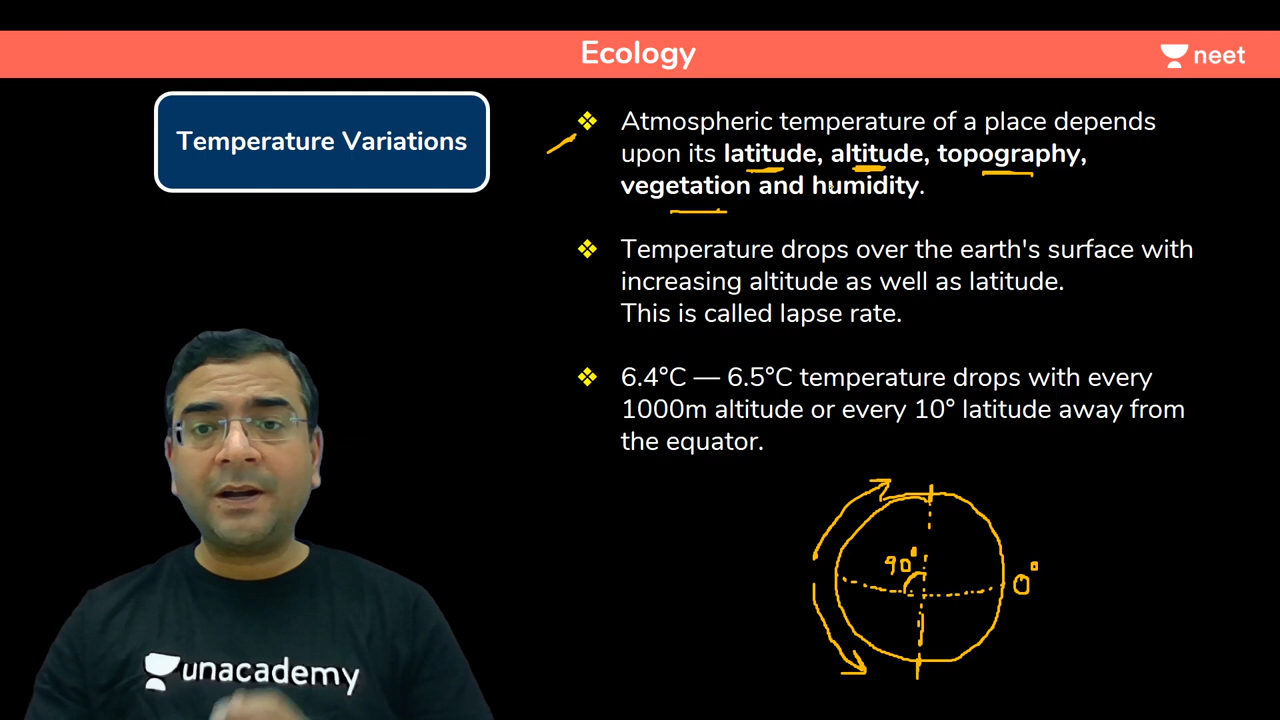 Ecology
neet
Temperature Variations
❖ Atmospheric temperature of a place depends
upon its latitude, altitude, topography,
vegetation and humidity.
❖ Temperature drops over the earth's surface with
increasing altitude as well as latitude.
This is called lapse rate.
❖ 6.4°C — 6.5°C temperature drops with every
1000m altitude or every 10° latitude away from
the equator.
90°
0°
unacademy